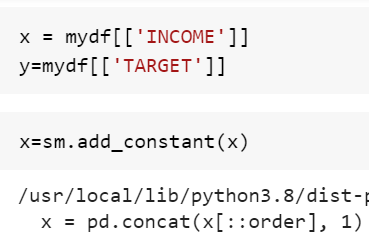 x = mydf[['INCOME']]
y=mydf[['TARGET']]
x=sm.add_constant(x)
/usr/local/lib/python3.8/dist-p
x = pd.concat(x[::order], 1)